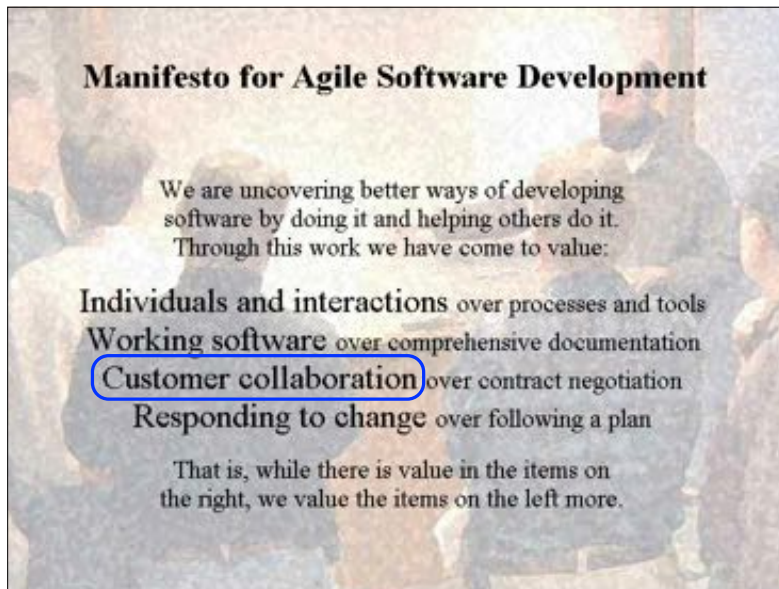 Manifesto for Agile Software Development
We are uncovering better ways of developing
software by doing it and helping others do it.
Through this work we have come to value:
Individuals and interactions over processes and tools
Working software over comprehensive documentation
Customer collaboration over contract negotiation
Responding to change over following a plan
That is, while there is value in the items on
the right, we value the items on the left more.